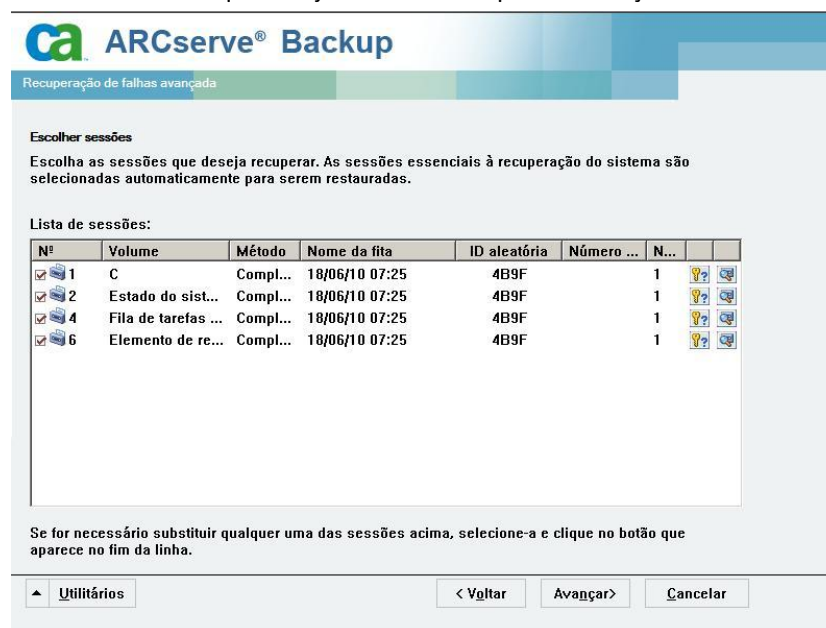 ca ARCserve® Backup
Recuperação de falhas avançada
Escolher sessões
Escolha as sessões que deseja recuperar. As sessões essenciais à recuperação do sistema são
selecionadas automaticamente para serem restauradas.
Lista de sessões:
Nº Volume Método Nome da fita ID aleatória Número ... N...
1 C Compl... 18/06/10 07:25 4B9F 1
2 Estado do sist... Compl... 18/06/10 07:25 4B9F 1
4 Fila de tarefas ... Compl... 18/06/10 07:25 4B9F 1
6 Elemento de re... Compl... 18/06/10 07:25 4B9F 1
Se for necessário substituir qualquer uma das sessões acima, selecione-a e clique no botão que
aparece no fim da linha.
Utilitários < Voltar Avançar> Cancelar